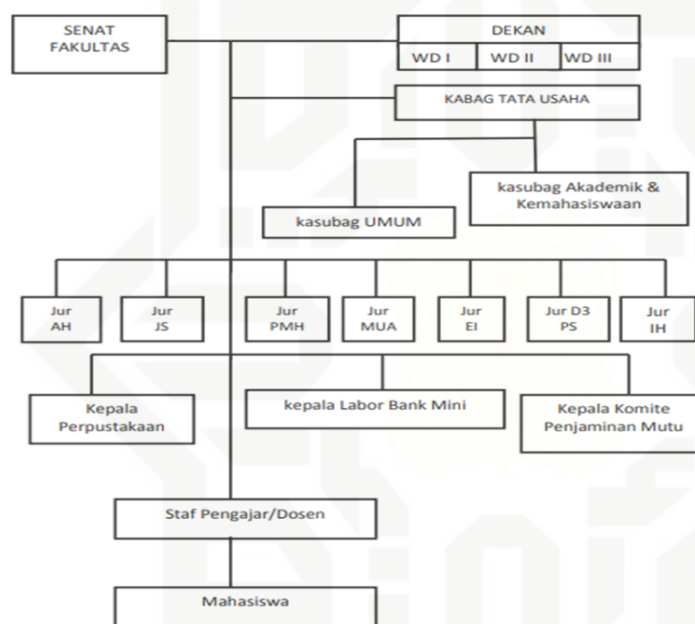 SENAT
FAKULTAS
DEKAN
WD I
WD II
WD III
KABAG TATA USAHA
kasubag Akademik &
Kemahasiswaan
kasubag UMUM
Jur
AH
Jur
JS
Jur
PMH
Jur
MUA
Jur
EI
Jur D3
PS
Jur
IH
Kepala
Perpustakaan
kepala Labor Bank Mini
Kepala Komite
Penjaminan Mutu
Staf Pengajar/Dosen
Mahasiswa